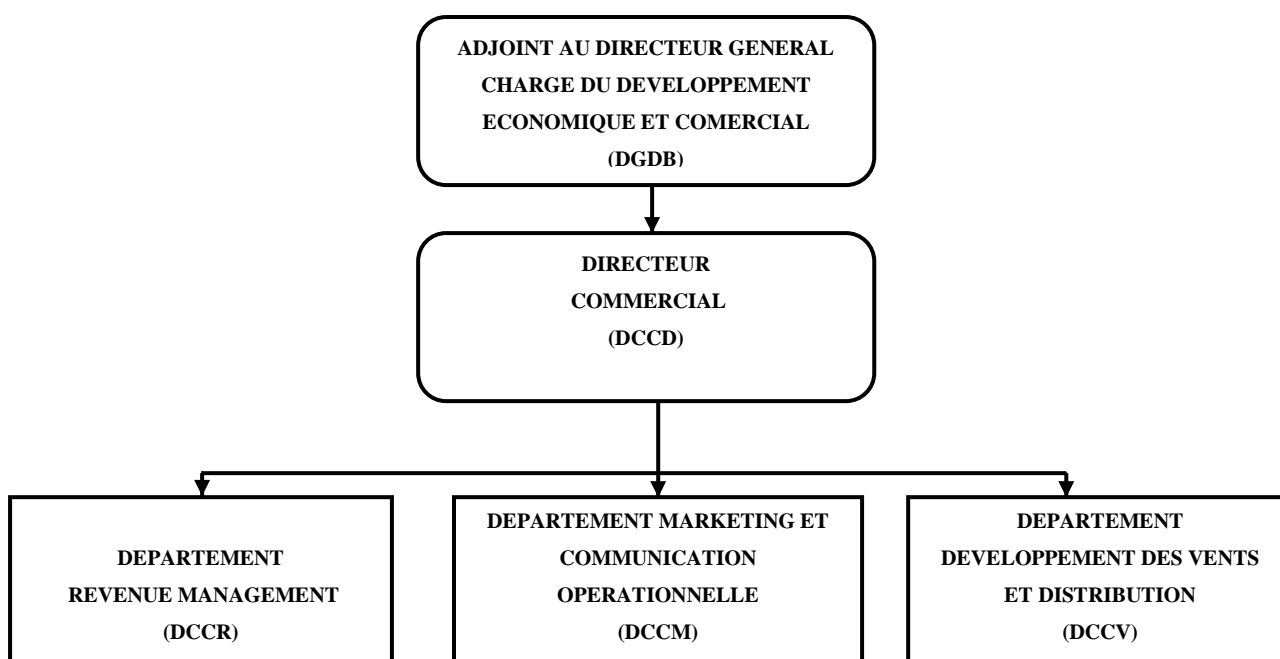 ADJOINT AU DIRECTEUR GENERAL
CHARGE DU DEVELOPPEMENT
ECONOMIQUE ET COMERCIAL
(DGDB)
DIRECTEUR
COMMERCIAL
(DCCD)
DEPARTEMENT
REVENUE MANAGEMENT
(DCCR)
DEPARTEMENT MARKETING ET
COMMUNICATION
OPERATIONNELLE
(DCCM)
DEPARTEMENT
DEVELOPPEMENT DES VENTS
ET DISTRIBUTION
(DCCV)